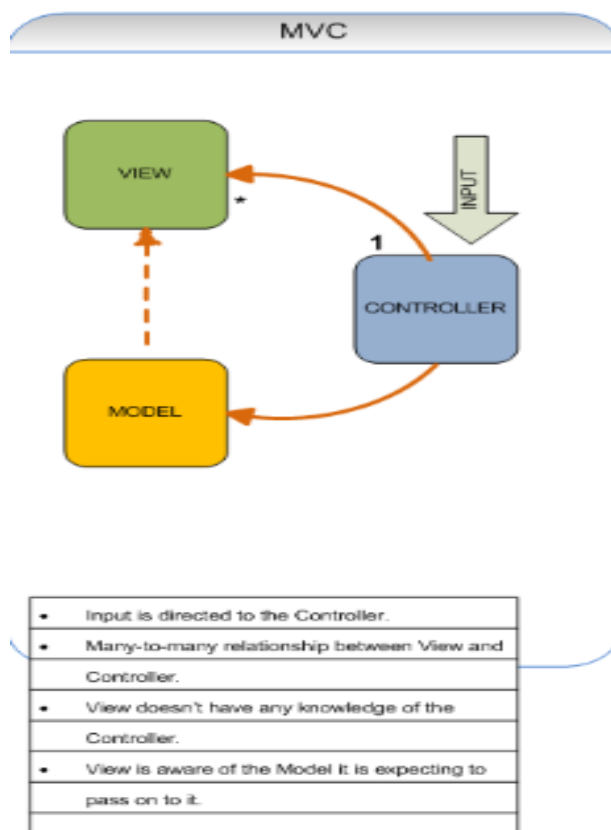 MVC
VIEW
*
INPUT
1
CONTROLLER
MODEL
• Input is directed to the Controller.
• Many-to-many relationship between View and
Controller.
• View doesn't have any knowledge of the
Controller.
• View is aware of the Model it is expecting to
pass on to it.